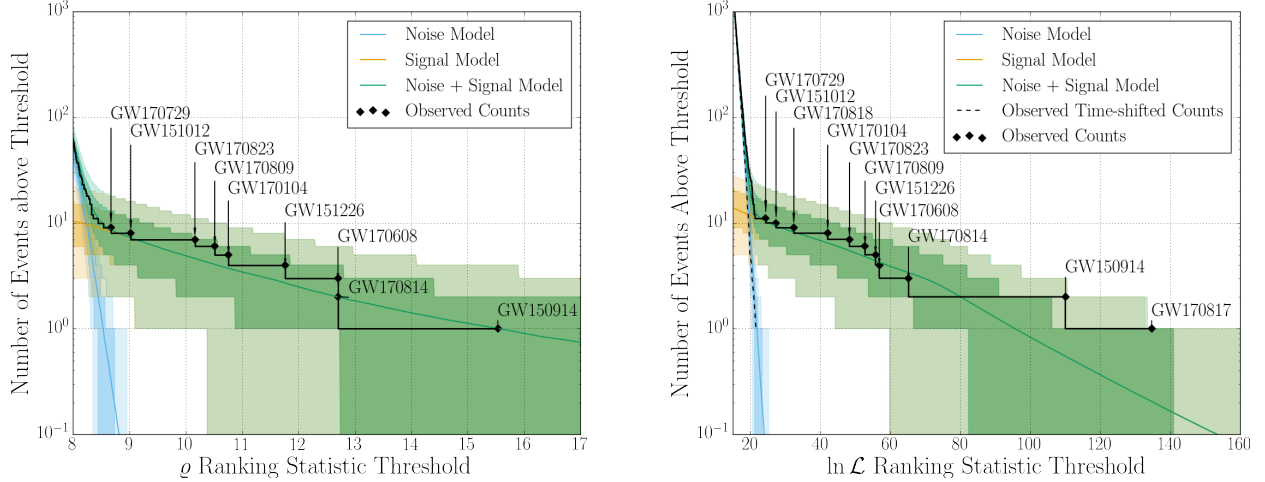 Number of Events above Threshold
10³
10²
10¹
10⁰
10⁻¹
Noise Model
Signal Model
Noise + Signal Model
Observed Counts
GW170729
GW151012
GW170823
GW170809
GW170104
GW151226
GW170608
GW170814
GW150914
8 9 10 11 12 13 14 15 16 17
ϱ Ranking Statistic Threshold
Number of Events Above Threshold
10³
10²
10¹
10⁰
10⁻¹
Noise Model
Signal Model
Noise + Signal Model
Observed Time-shifted Counts
Observed Counts
GW170729
GW151012
GW170818
GW170104
GW170823
GW170809
GW151226
GW170608
GW170814
GW150914
GW170817
20 40 60 80 100 120 140 160
ln ℒ Ranking Statistic Threshold